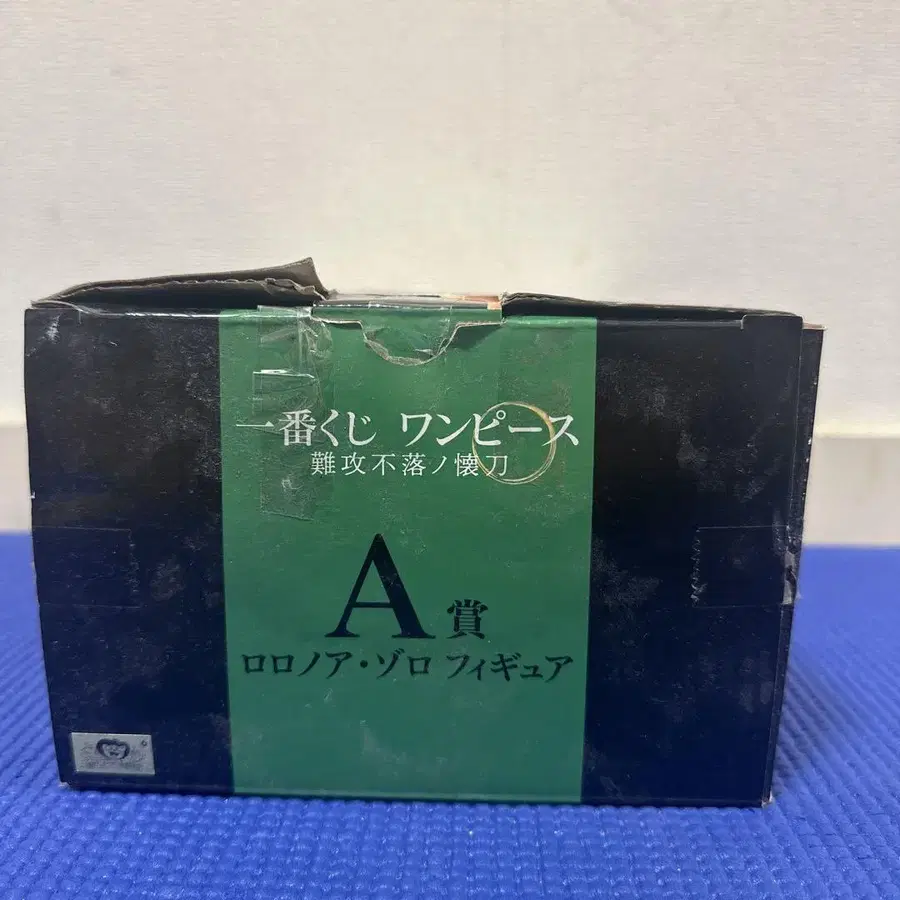 一番くじ ワンピース
難攻不落ノ懐刀
A賞
ロロノア・ゾロ フィギュア